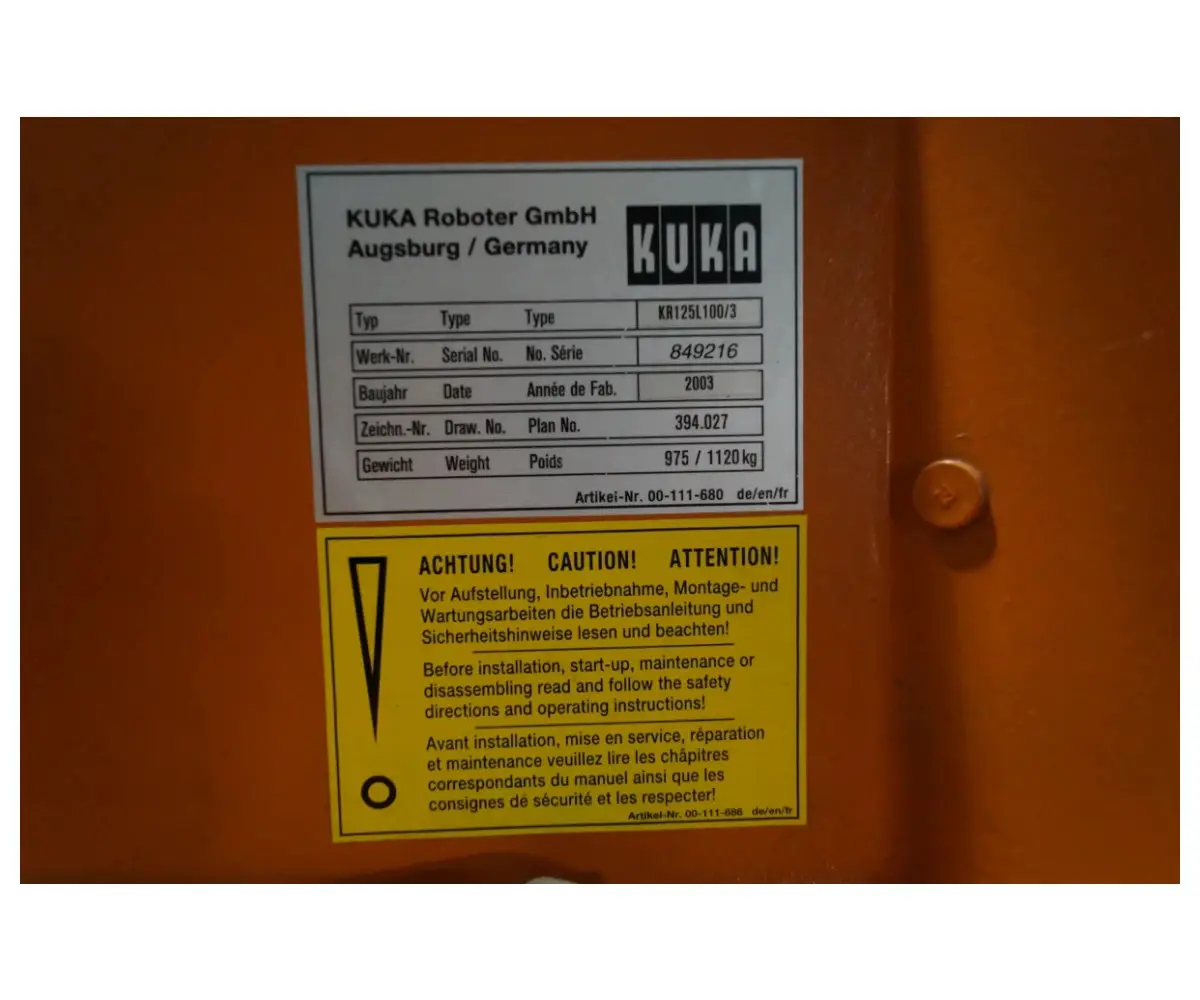 KUKA Roboter GmbH
Augsburg / Germany
KUKA
Typ Type Type KR125L100/3
Werk-Nr. Serial No. No. Série 849216
Baujahr Date Année de Fab. 2003
Zeichn.-Nr. Draw. No. Plan No. 394.027
Gewicht Weight Poids 975 / 1120 kg
Artikel-Nr. 00-111-680 de/en/fr
ACHTUNG! CAUTION! ATTENTION!
Vor Aufstellung, Inbetriebnahme, Montage- und
Wartungsarbeiten die Betriebsanleitung und
Sicherheitshinweise lesen und beachten!
Before installation, start-up, maintenance or
disassembling read and follow the safety
directions and operating instructions!
Avant installation, mise en service, réparation
et maintenance veuillez lire les châpitres
correspondants du manuel ainsi que les
consignes de sécurité et les respecter!
Artikel-Nr. 00-111-686 de/en/fr